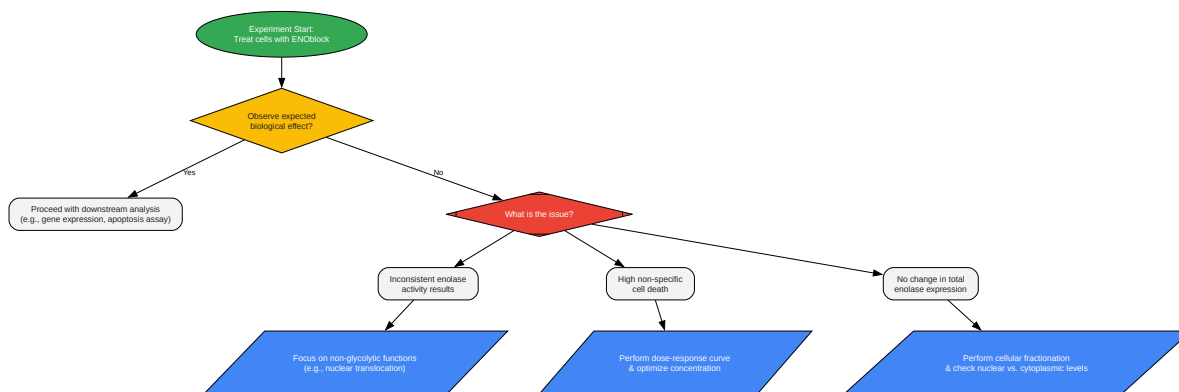 Experiment Start:
Treat cells with ENOblock
Observe expected
biological effect?
Yes
No
Proceed with downstream analysis
(e.g., gene expression, apoptosis assay)
What is the issue?
Inconsistent enolase
activity results
High non-specific
cell death
No change in total
enolase expression
Focus on non-glycolytic functions
(e.g., nuclear translocation)
Perform dose-response curve
& optimize concentration
Perform cellular fractionation
& check nuclear vs. cytoplasmic levels